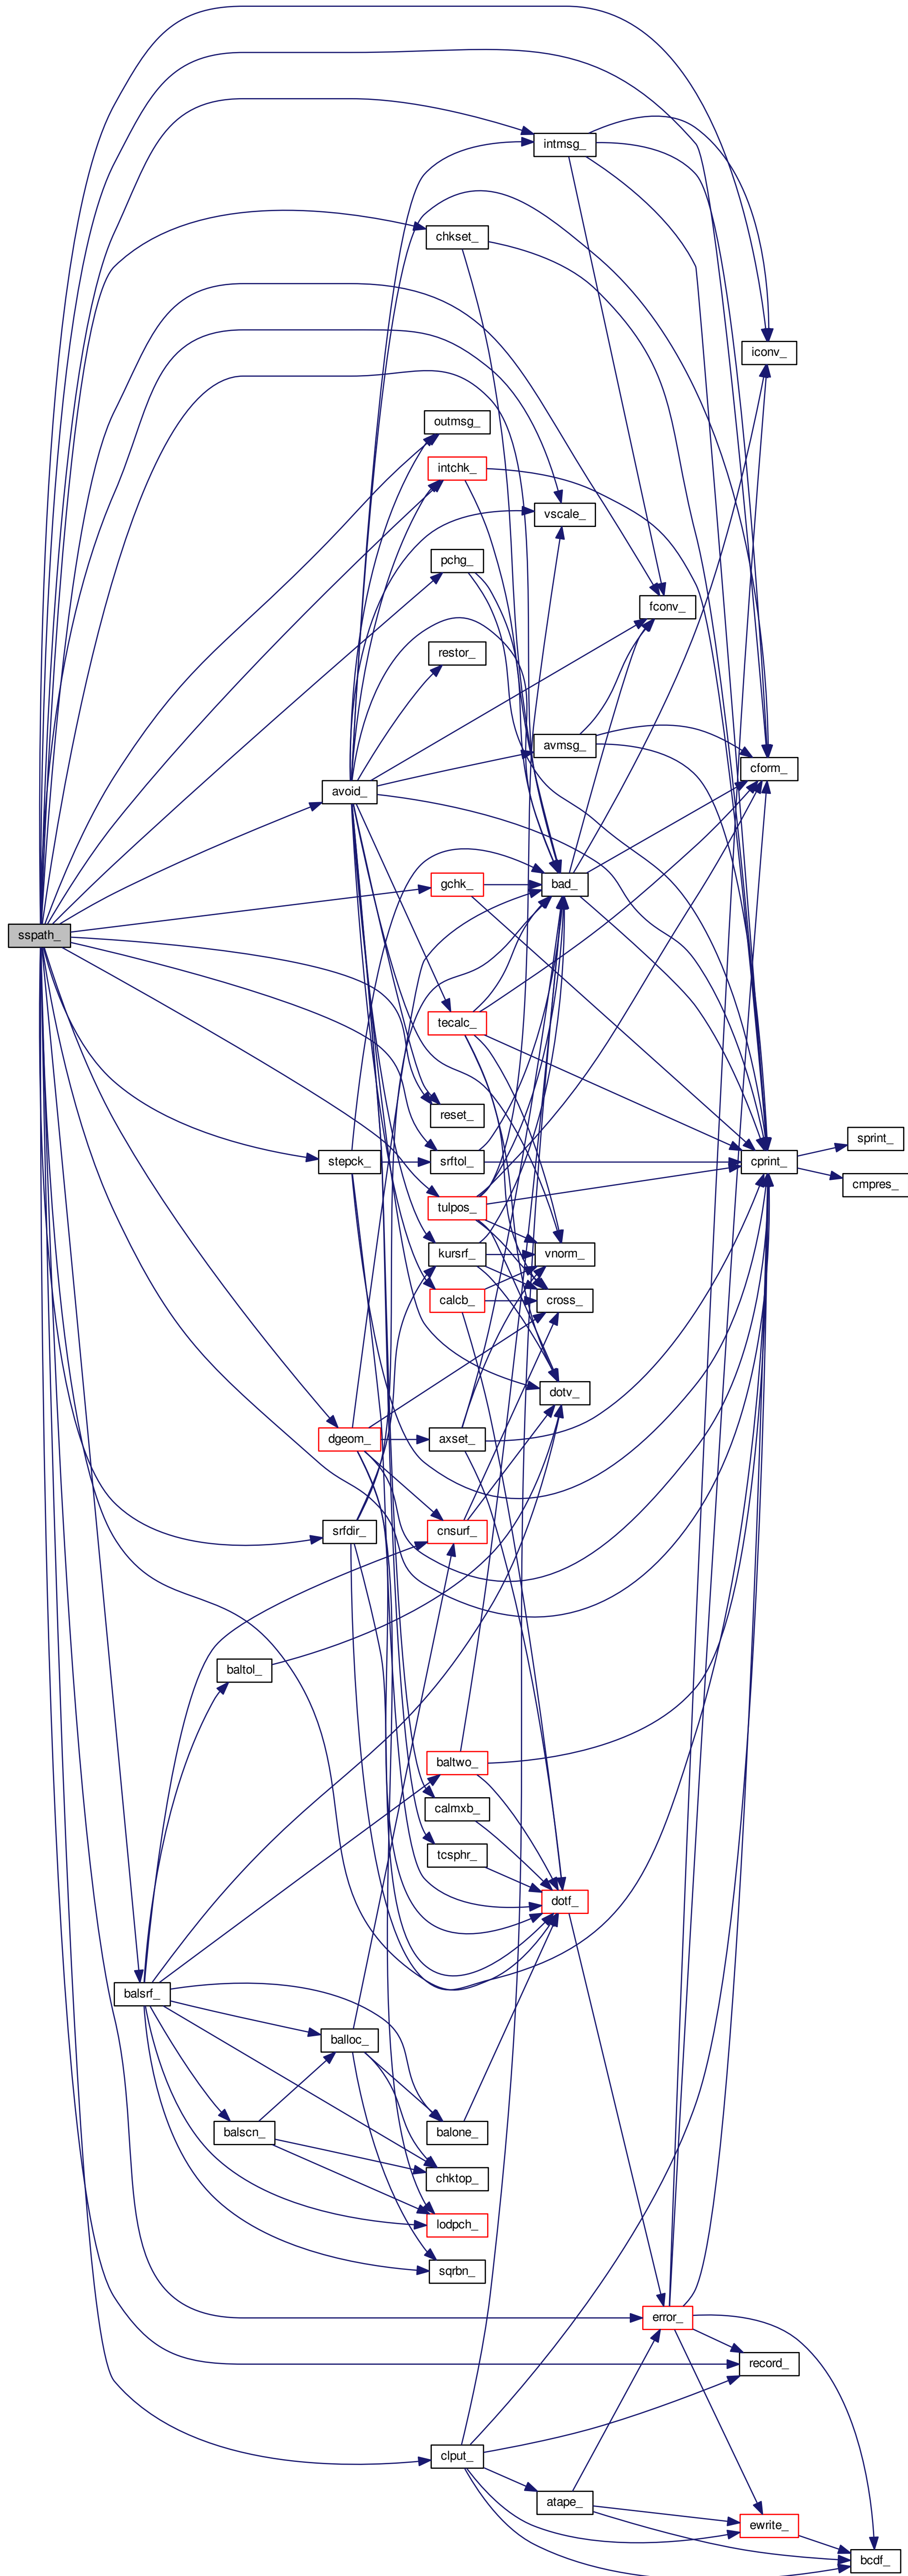 intmsg_
chkset_
iconv_
outmsg_
intchk_
vscale_
pchg_
fconv_
restor_
avmsg_
cform_
avoid_
gchk_
bad_
sspath_
tecalc_
reset_
sprint_
stepck_
srftol_
cprint_
cmpres_
tulpos_
kursrf_
vnorm_
calcb_
cross_
dotv_
dgeom_
axset_
srfdir_
cnsurf_
baltol_
baltwo_
calmxb_
tcsphr_
dotf_
balsrf_
balloc_
balscn_
balone_
chktop_
lodpch_
sqrbn_
error_
record_
clput_
atape_
ewrite_
bcdf_